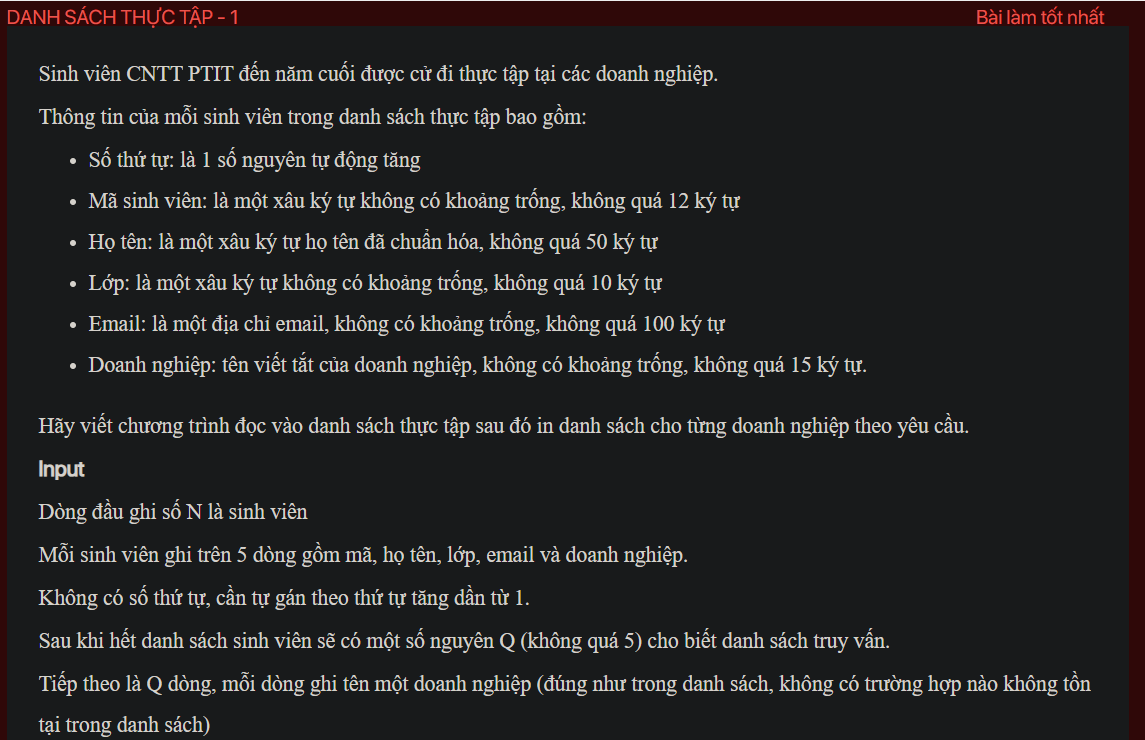 DANH SÁCH THỰC TẬP - 1
Bài làm tốt nhất
Sinh viên CNTT PTIT đến năm cuối được cử đi thực tập tại các doanh nghiệp.
Thông tin của mỗi sinh viên trong danh sách thực tập bao gồm:
• Số thứ tự: là 1 số nguyên tự động tăng
• Mã sinh viên: là một xâu ký tự không có khoảng trống, không quá 12 ký tự
• Họ tên: là một xâu ký tự họ tên đã chuẩn hóa, không quá 50 ký tự
• Lớp: là một xâu ký tự không có khoảng trống, không quá 10 ký tự
• Email: là một địa chỉ email, không có khoảng trống, không quá 100 ký tự
• Doanh nghiệp: tên viết tắt của doanh nghiệp, không có khoảng trống, không quá 15 ký tự.
Hãy viết chương trình đọc vào danh sách thực tập sau đó in danh sách cho từng doanh nghiệp theo yêu cầu.
Input
Dòng đầu ghi số N là sinh viên
Mỗi sinh viên ghi trên 5 dòng gồm mã, họ tên, lớp, email và doanh nghiệp.
Không có số thứ tự, cần tự gán theo thứ tự tăng dần từ 1.
Sau khi hết danh sách sinh viên sẽ có một số nguyên Q (không quá 5) cho biết danh sách truy vấn.
Tiếp theo là Q dòng, mỗi dòng ghi tên một doanh nghiệp (đúng như trong danh sách, không có trường hợp nào không tồn
tại trong danh sách)